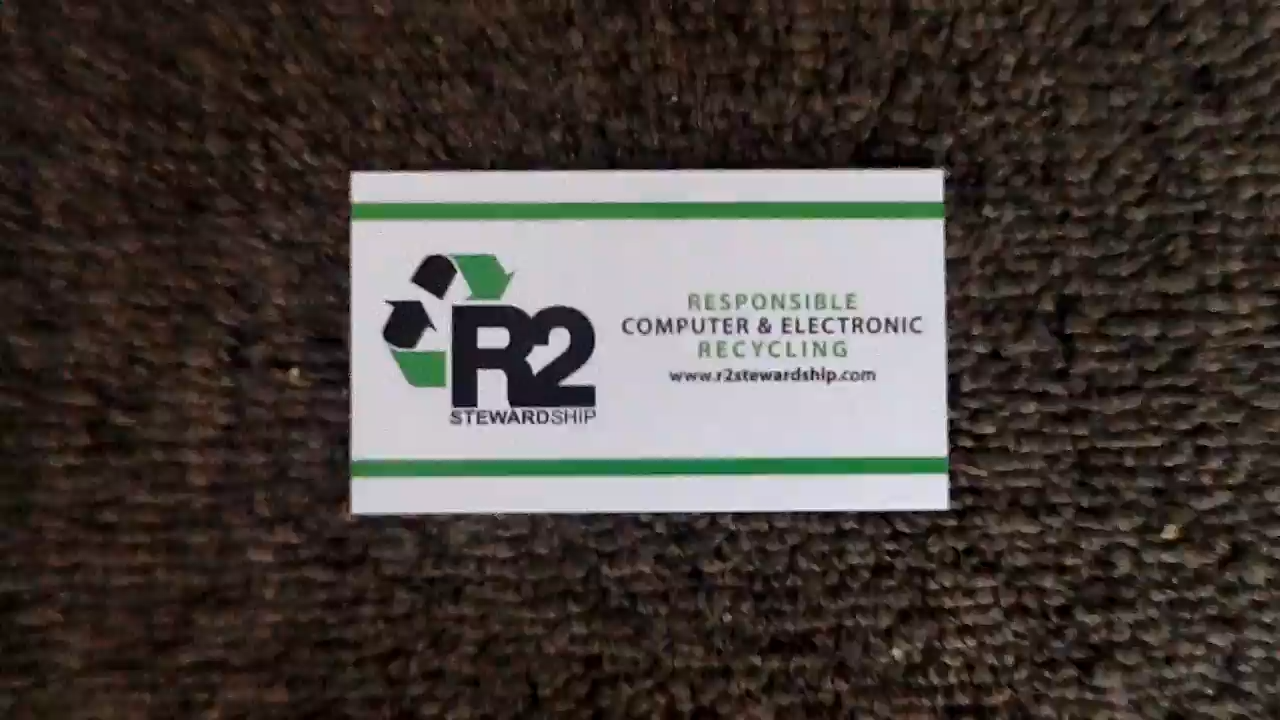 R2
STEWARDSHIP
RESPONSIBLE
COMPUTER & ELECTRONIC
RECYCLING
www.r2stewardship.com